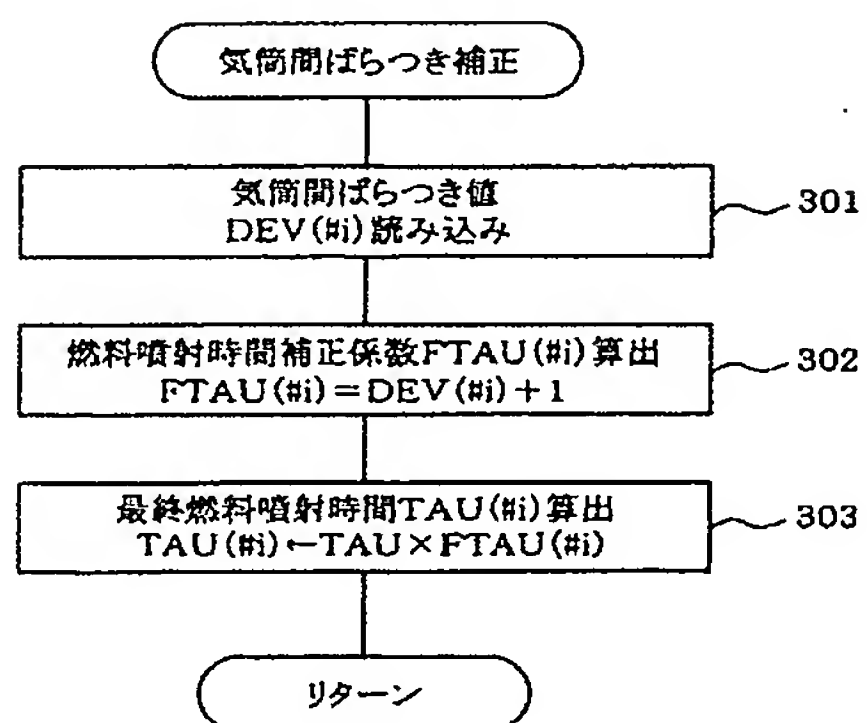 気筒間ばらつき補正
気筒間ばらつき値
DEV(#i)読み込み
301
燃料噴射時間補正係数FTAU(#i)算出
FTAU(#i)=DEV(#i)+1
302
最終燃料噴射時間TAU(#i)算出
TAU(#i)←TAU×FTAU(#i)
303
リターン